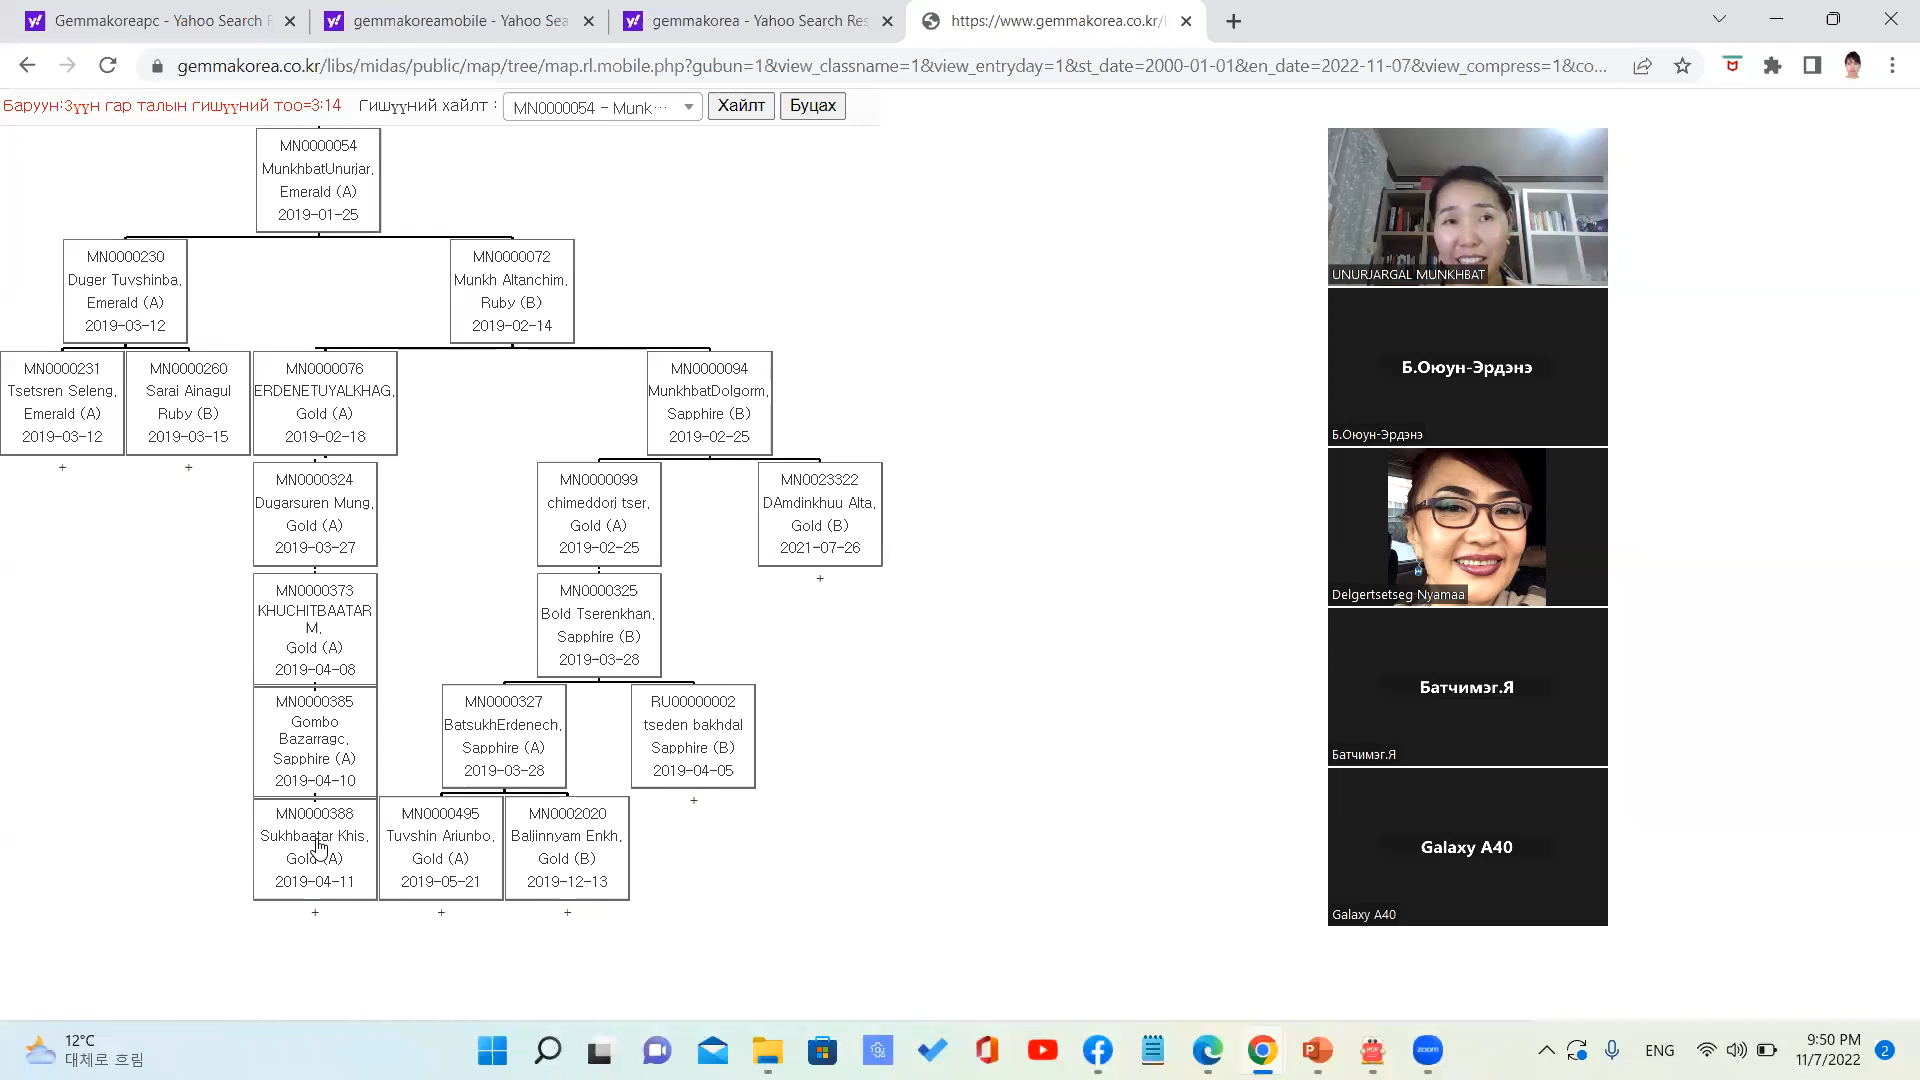 Gemmakoreapc - Yahoo Search R
gemmakoreamobile - Yahoo Sea
gemmakorea - Yahoo Search Res
https://www.gemmakorea.co.kr/l
gemmakorea.co.kr/libs/midas/public/map/tree/map.rl.mobile.php?gubun=1&view_classname=1&view_entryday=1&st_date=2000-01-01&en_date=2022-11-07&view_compress=1&co...
Баруун:Зүүн гар талын гишүүний тоо=3:14
Гишүүний хайлт :
MN0000054 - Munk···
Хайлт
Буцах
MN0000054
MunkhbatUnurjar,
Emerald (A)
2019-01-25
MN0000230
Duger Tuvshinba,
Emerald (A)
2019-03-12
MN0000072
Munkh Altanchim,
Ruby (B)
2019-02-14
MN0000231
Tsetsren Seleng,
Emerald (A)
2019-03-12
+
MN0000260
Sarai Ainagul
Ruby (B)
2019-03-15
+
MN0000076
ERDENETUYALKHAG,
Gold (A)
2019-02-18
MN0000094
MunkhbatDolgorm,
Sapphire (B)
2019-02-25
MN0000324
Dugarsuren Mung,
Gold (A)
2019-03-27
MN0000099
chimeddorj tser,
Gold (A)
2019-02-25
MN0023322
DAmdinkhuu Alta,
Gold (B)
2021-07-26
+
MN0000373
KHUCHITBAATAR
M,
Gold (A)
2019-04-08
MN0000325
Bold Tserenkhan,
Sapphire (B)
2019-03-28
MN0000385
Gombo
Bazarragc,
Sapphire (A)
2019-04-10
MN0000327
BatsukhErdenech,
Sapphire (A)
2019-03-28
RU00000002
tseden bakhdal
Sapphire (B)
2019-04-05
+
MN0000388
Sukhbaatar Khis,
Gold (A)
2019-04-11
+
MN0000495
Tuvshin Ariunbo,
Gold (A)
2019-05-21
+
MN0002020
Baljinnyam Enkh,
Gold (B)
2019-12-13
+
UNURJARGAL MUNKHBAT
Б.Оюун-Эрдэнэ
Б.Оюун-Эрдэнэ
Delgertsetseg Nyamaa
Батчимэг.Я
Батчимэг.Я
Galaxy A40
Galaxy A40
12°C
대체로 흐림
zoom
ENG
9:50 PM
11/7/2022
2